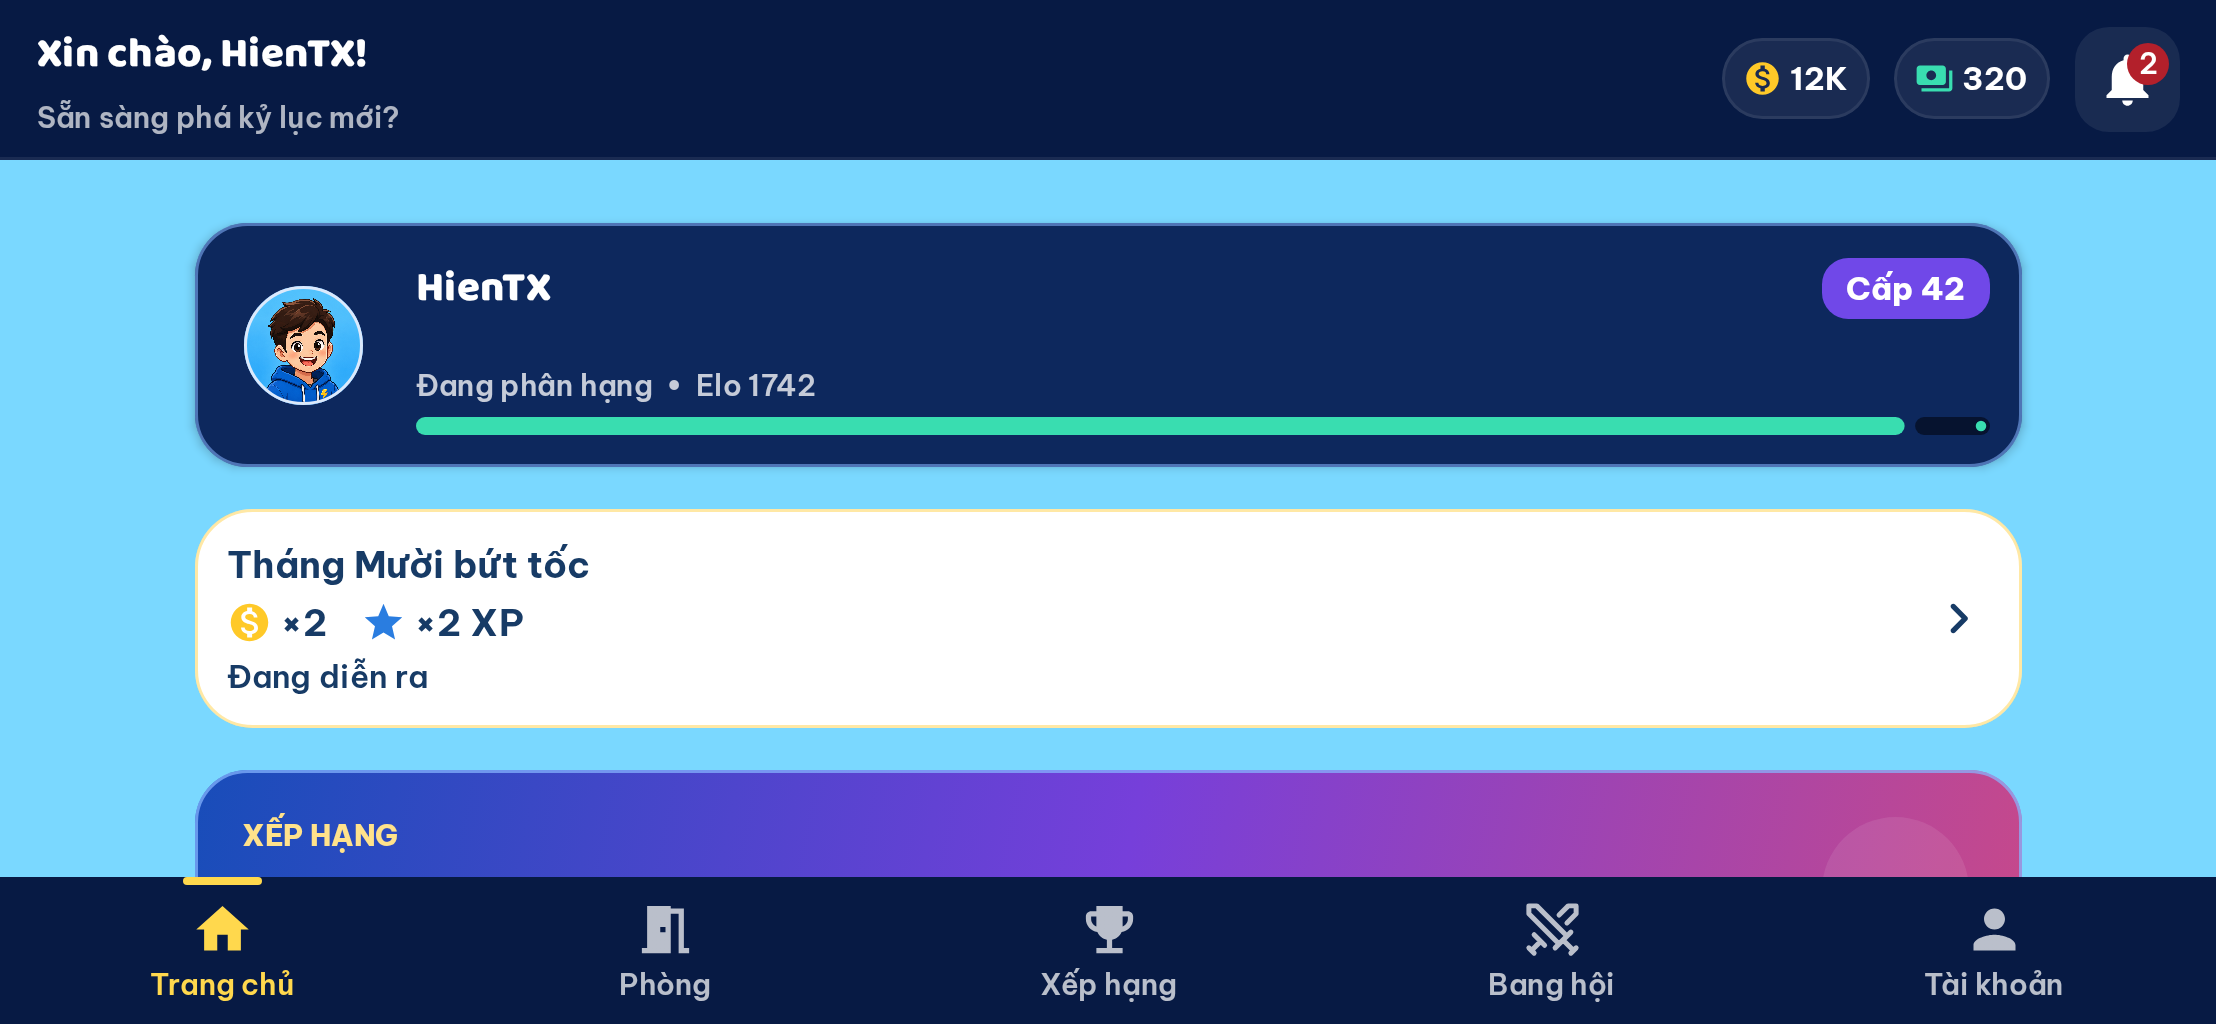 Xin chào, HienTX!
Sẵn sàng phá kỷ lục mới?
12K
320
2
HienTX
Cấp 42
Đang phân hạng • Elo 1742
Tháng Mười bứt tốc
×2 ×2 XP
Đang diễn ra
XẾP HẠNG
Trang chủ
Phòng
Xếp hạng
Bang hội
Tài khoản